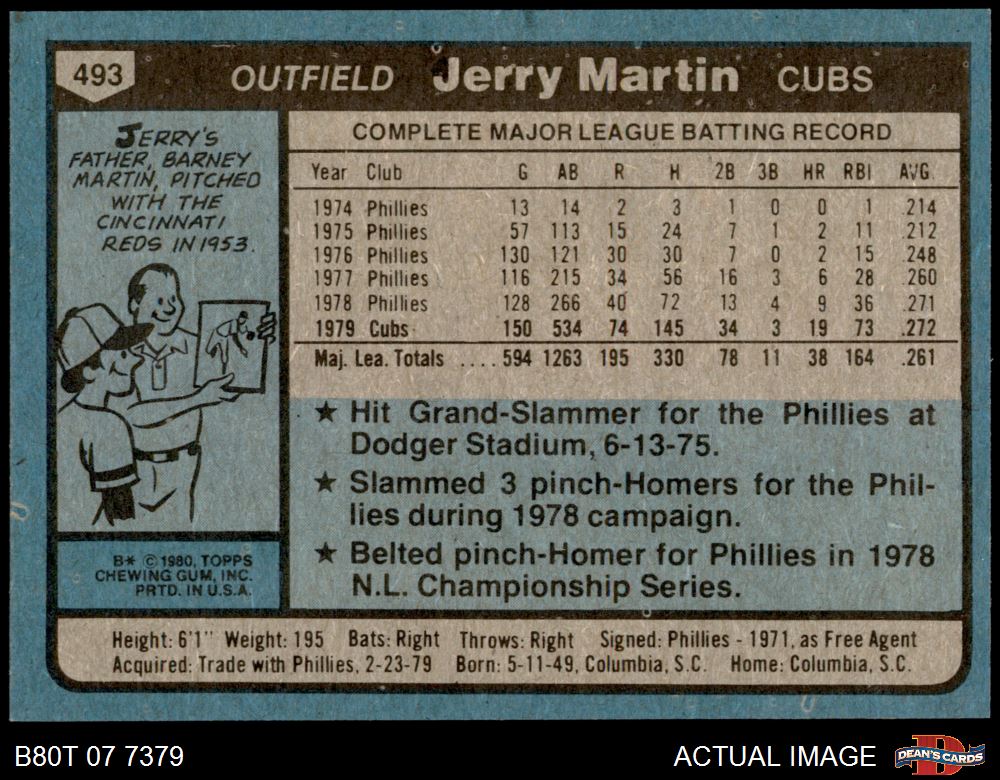 493 OUTFIELD Jerry Martin CUBS
JERRY'S
FATHER, BARNEY
MARTIN, PITCHED
WITH THE
CINCINNATI
REDS IN 1953.
B* © 1980, TOPPS
CHEWING GUM, INC.
PRTD. IN U.S.A.
COMPLETE MAJOR LEAGUE BATTING RECORD
Year Club G AB R H 2B 3B HR RBI AVG.
1974 Phillies 13 14 2 3 1 0 0 1 .214
1975 Phillies 57 113 15 24 7 1 2 11 .212
1976 Phillies 130 121 30 30 7 0 2 15 .248
1977 Phillies 116 215 34 56 16 3 6 28 .260
1978 Phillies 128 266 40 72 13 4 9 36 .271
1979 Cubs 150 534 74 145 34 3 19 73 .272
Maj. Lea. Totals .... 594 1263 195 330 78 11 38 164 .261
★ Hit Grand-Slammer for the Phillies at
Dodger Stadium, 6-13-75.
★ Slammed 3 pinch-Homers for the Phil-
lies during 1978 campaign.
★ Belted pinch-Homer for Phillies in 1978
N.L. Championship Series.
Height: 6'1" Weight: 195 Bats: Right Throws: Right Signed: Phillies - 1971, as Free Agent
Acquired: Trade with Phillies, 2-23-79 Born: 5-11-49, Columbia, S.C. Home: Columbia, S.C.
B80T 07 7379 ACTUAL IMAGE DEAN'S CARDS